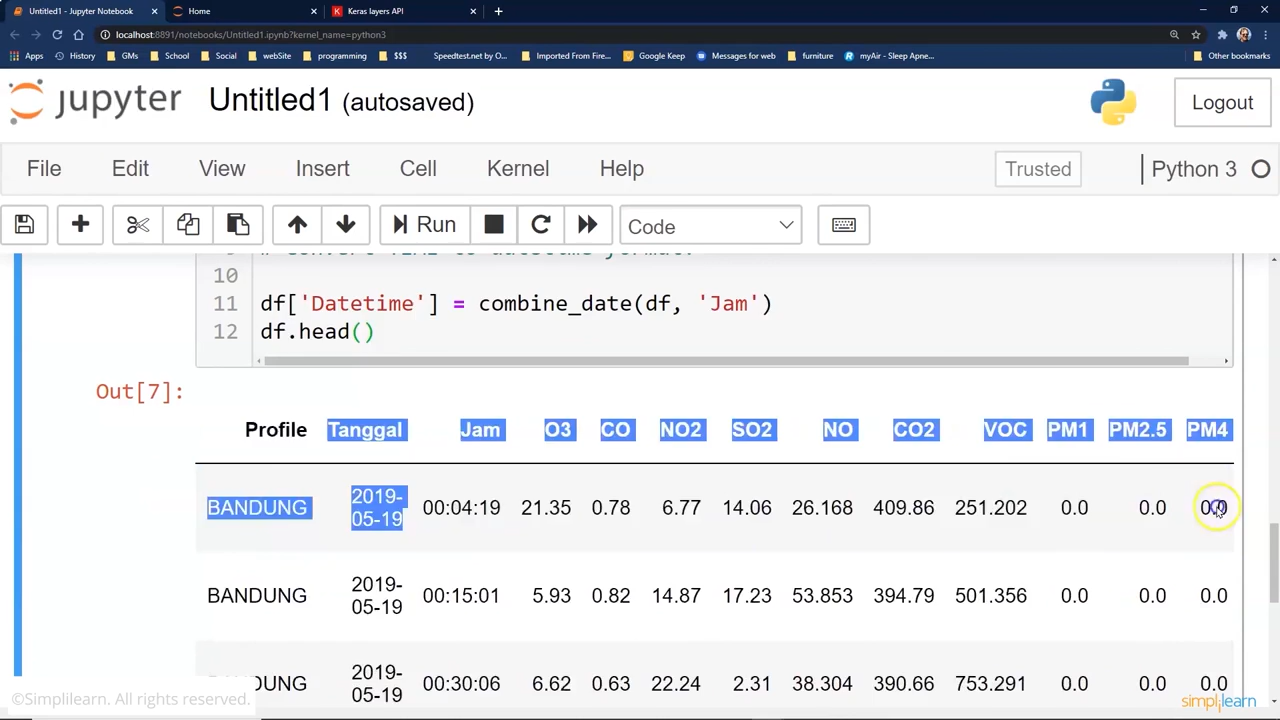 Untitled1 - Jupyter Notebook
Home
Keras layers API
localhost:8891/notebooks/Untitled1.ipynb?kernel_name=python3
Apps History GMs School Social webSite programming $$$ Speedtest.net by O... Imported From Fire... Google Keep Messages for web furniture myAir - Sleep Apne... Other bookmarks
jupyter Untitled1 (autosaved) Logout
File Edit View Insert Cell Kernel Help Trusted Python 3
Run Code
10
11 df['Datetime'] = combine_date(df, 'Jam')
12 df.head()
Out[7]:
Profile Tanggal Jam O3 CO NO2 SO2 NO CO2 VOC PM1 PM2.5 PM4
BANDUNG 2019-05-19 00:04:19 21.35 0.78 6.77 14.06 26.168 409.86 251.202 0.0 0.0 0.0
BANDUNG 2019-05-19 00:15:01 5.93 0.82 14.87 17.23 53.853 394.79 501.356 0.0 0.0 0.0
BANDUNG 2019-05-19 00:30:06 6.62 0.63 22.24 2.31 38.304 390.66 753.291 0.0 0.0 0.0
©Simplilearn. All rights reserved.
simplilearn